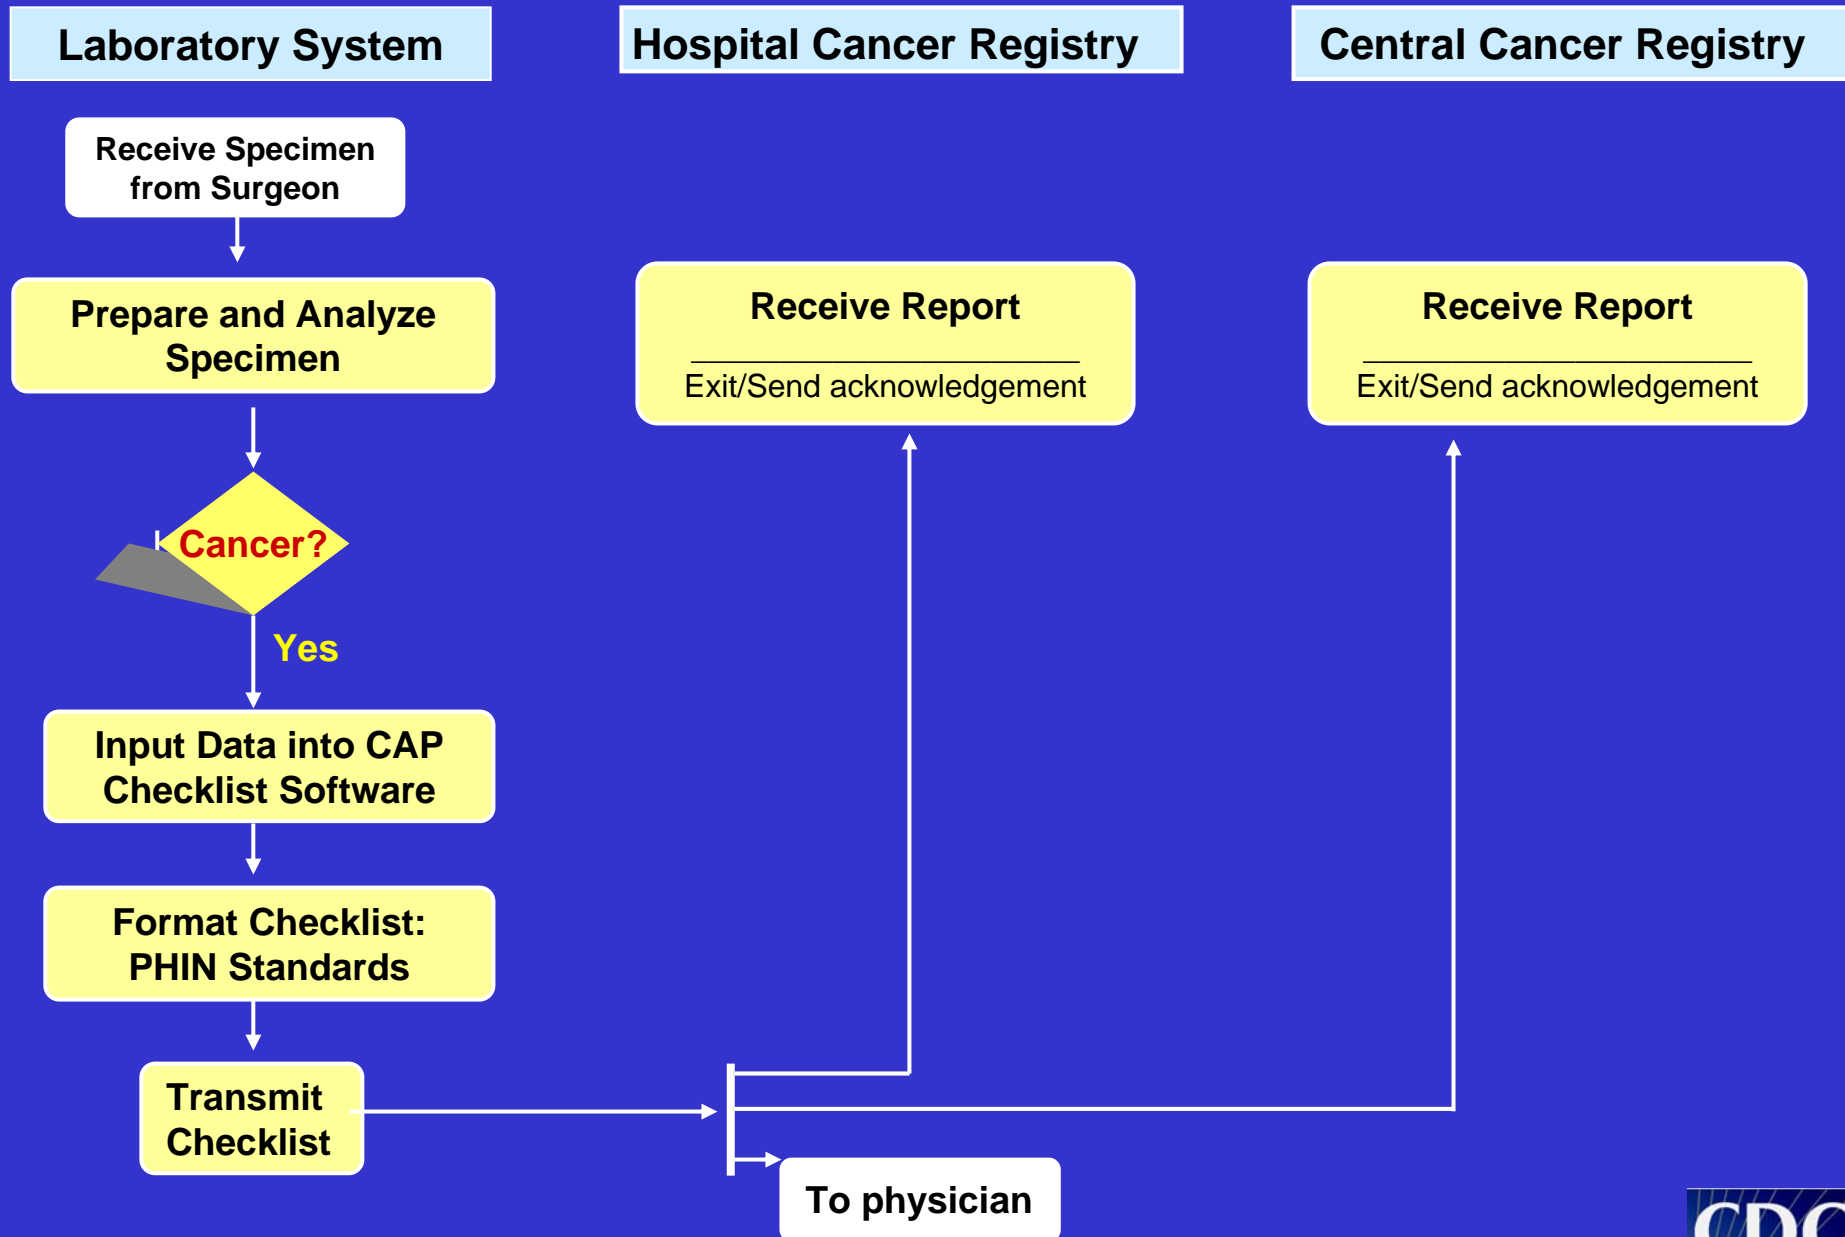 Laboratory System
Hospital Cancer Registry
Central Cancer Registry
Receive Specimen
from Surgeon
Prepare and Analyze
Specimen
Cancer?
Yes
Input Data into CAP
Checklist Software
Format Checklist:
PHIN Standards
Transmit
Checklist
Receive Report
Exit/Send acknowledgement
Receive Report
Exit/Send acknowledgement
To physician
CDC